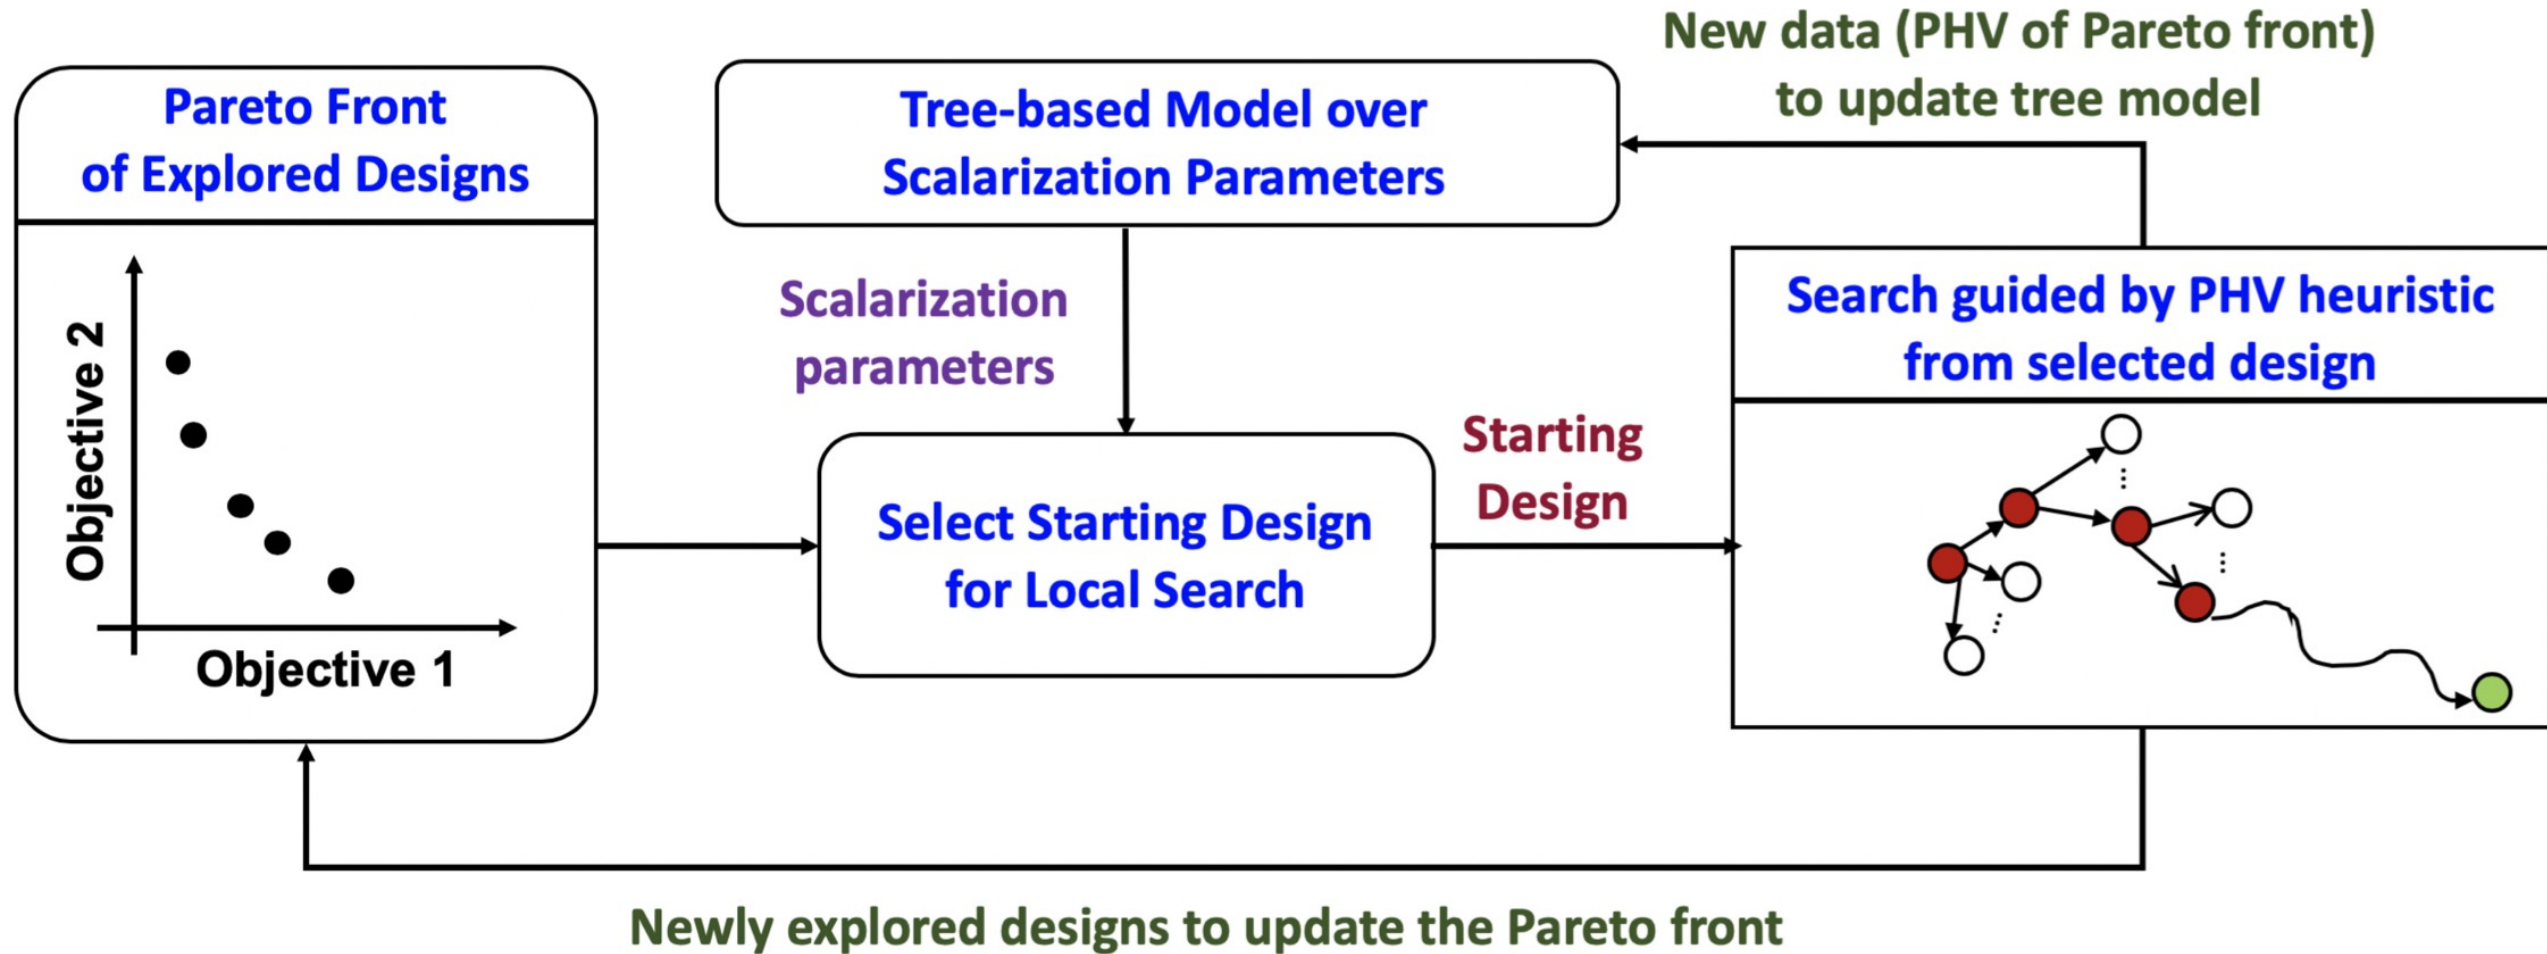 Pareto Front
of Explored Designs
Objective 2
Objective 1
Tree-based Model over
Scalarization Parameters
Scalarization
parameters
Select Starting Design
for Local Search
Starting
Design
New data (PHV of Pareto front)
to update tree model
Search guided by PHV heuristic
from selected design
...
...
...
Newly explored designs to update the Pareto front